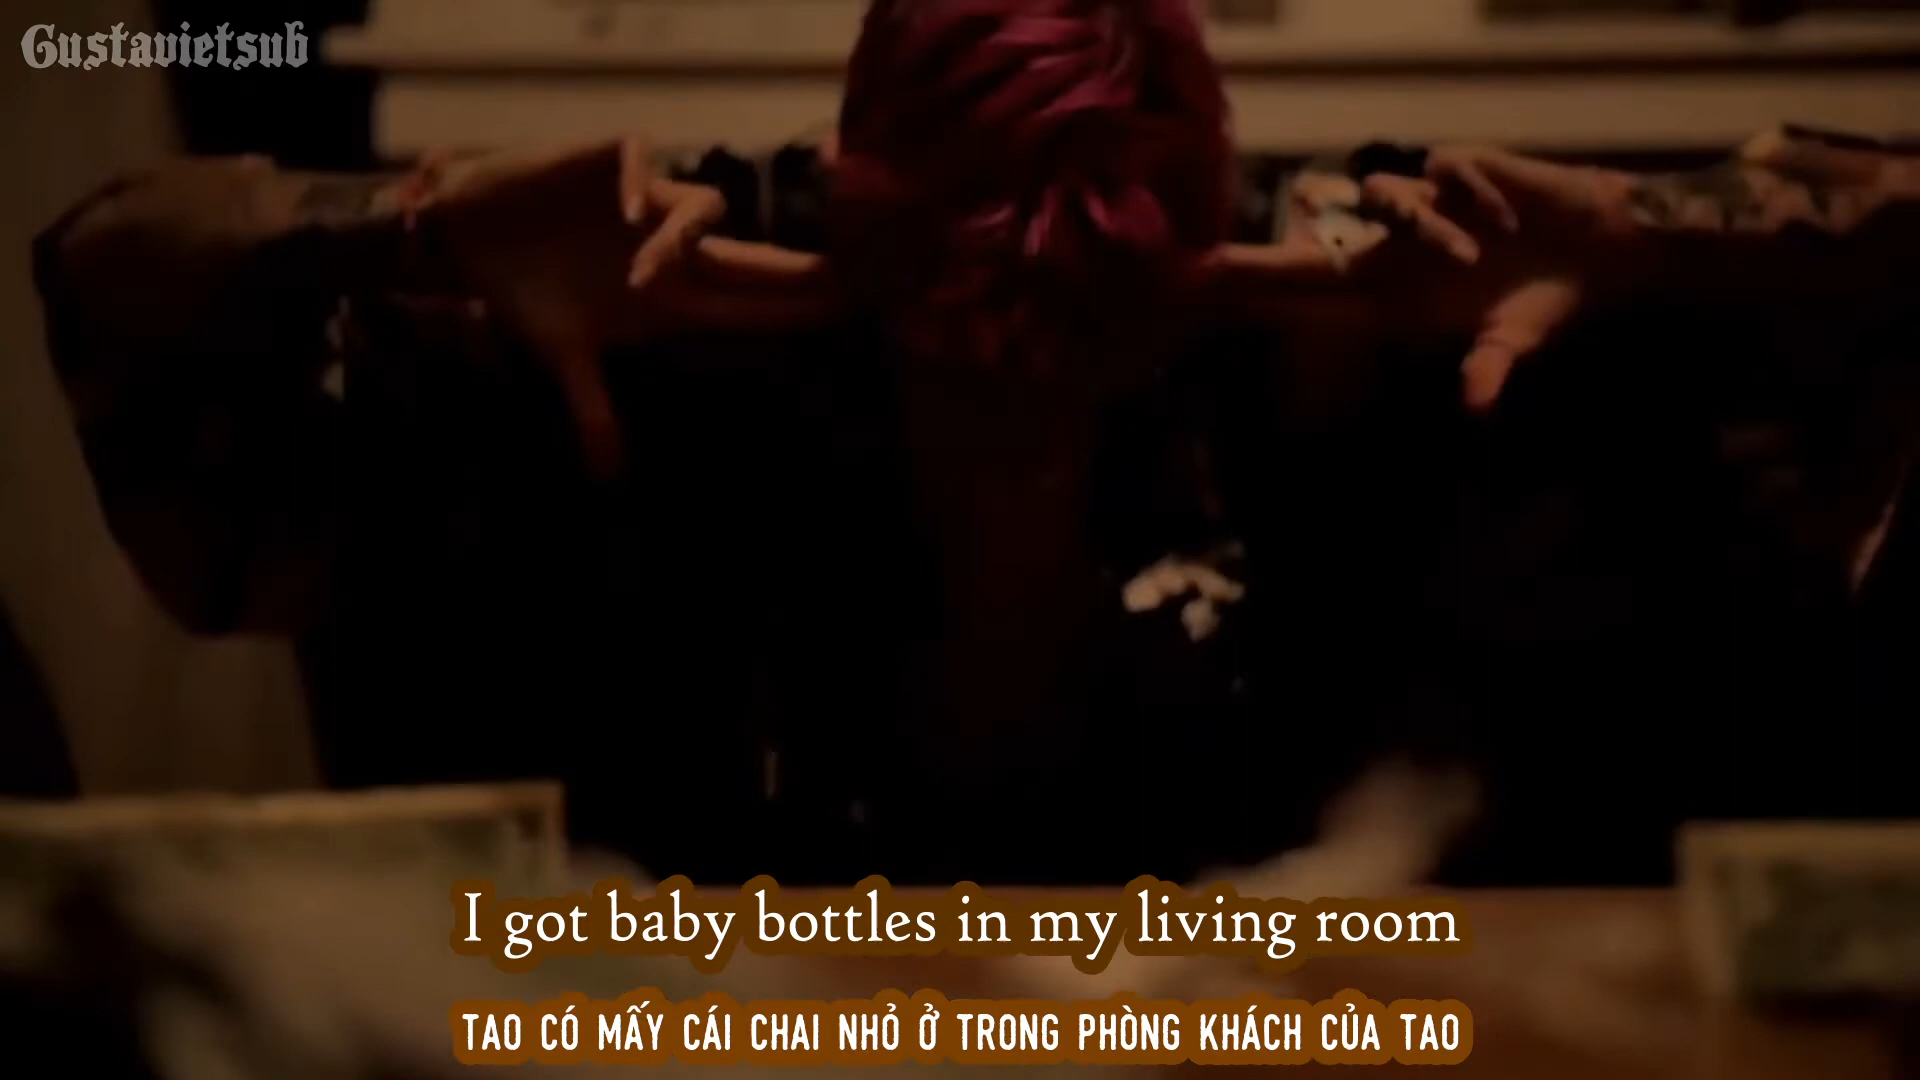 Gustavietsub
I got baby bottles in my living room
TAO CÓ MẤY CÁI CHAI NHỎ Ở TRONG PHÒNG KHÁCH CỦA TAO